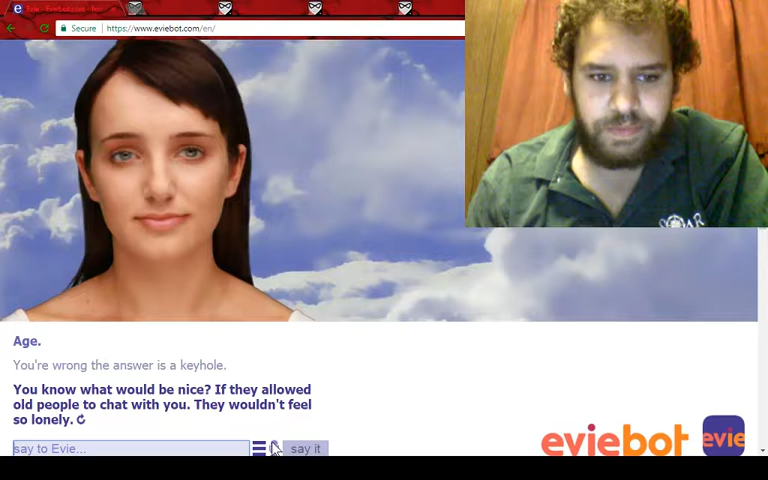 Secure https://www.eviebot.com/en/
SOAR
Age.
You're wrong the answer is a keyhole.
You know what would be nice? If they allowed
old people to chat with you. They wouldn't feel
so lonely.
say to Evie...
say it
eviebot
evie